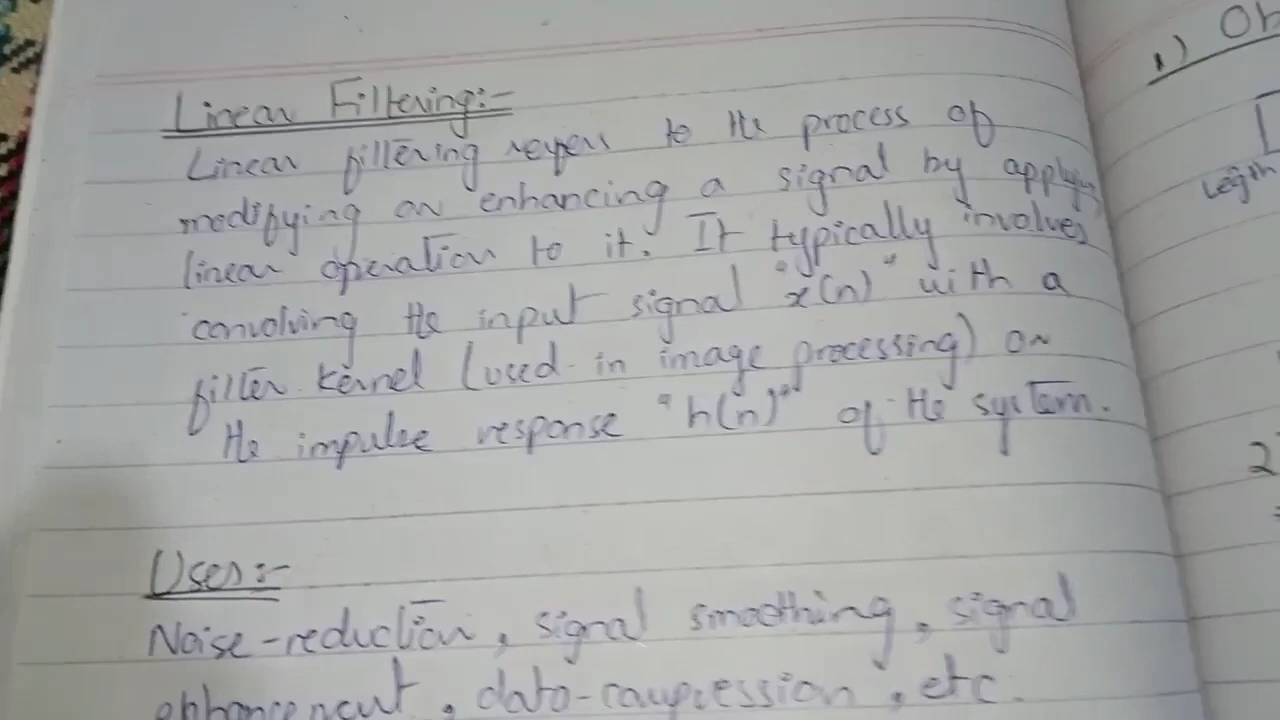 Linear Filtering:-
Linear filtering refers to the process of
modifying or enhancing a signal by applying
linear operation to it. It typically involves
convolving the input signal "x(n)" with a
filter kernel (used in image processing) or
the impulse response "h(n)" of the system.
Uses:-
Noise-reduction, signal smoothing, signal
enhancement, data-compression, etc.
1)
2